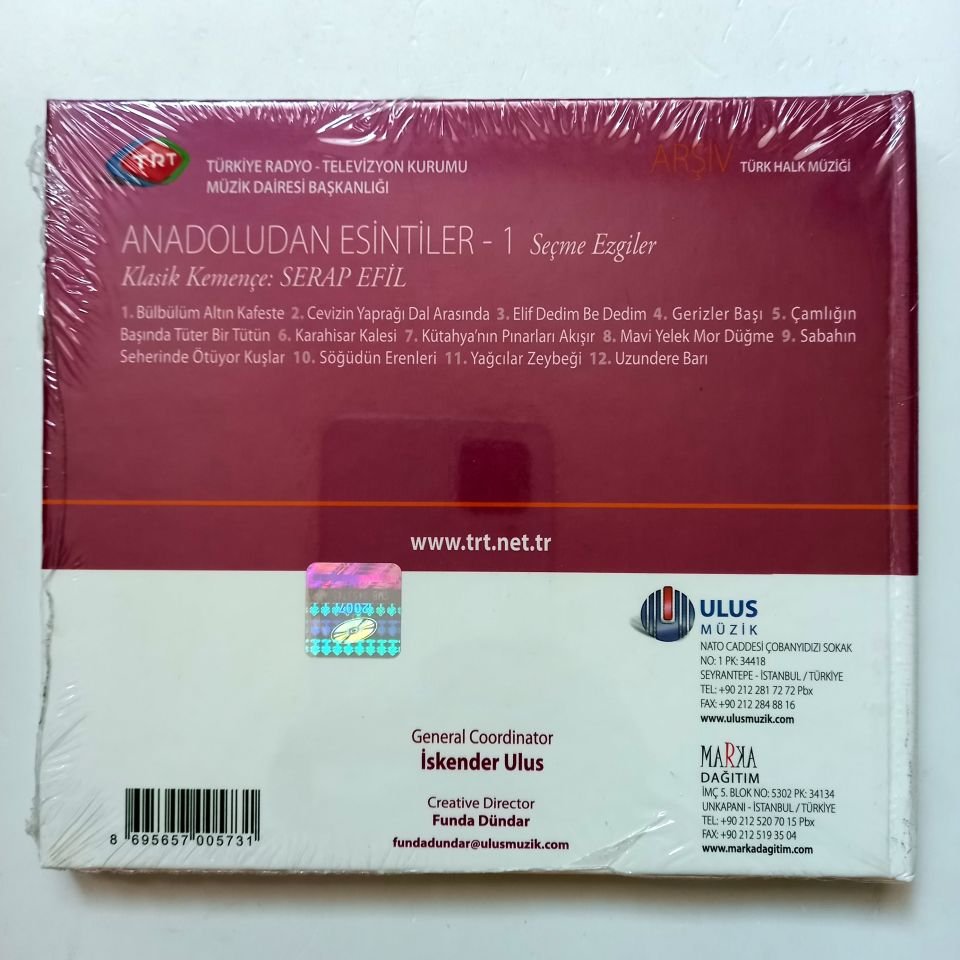 TRT
TÜRKİYE RADYO - TELEVİZYON KURUMU
MÜZİK DAİRESİ BAŞKANLIĞI
ARŞİV TÜRK HALK MÜZİĞİ
ANADOLUDAN ESİNTİLER - 1 Seçme Ezgiler
Klasik Kemençe: SERAP EFİL
1. Bülbülüm Altın Kafeste 2. Cevizin Yaprağı Dal Arasında 3. Elif Dedim Be Dedim 4. Gerizler Başı 5. Çamlığın
Başında Tüter Bir Tütün 6. Karahisar Kalesi 7. Kütahya'nın Pınarları Akışır 8. Mavi Yelek Mor Düğme 9. Sabahın
Seherinde Ötüyor Kuşlar 10. Söğüdün Erenleri 11. Yağcılar Zeybeği 12. Uzundere Barı
www.trt.net.tr
2007
ULUS
MÜZİK
NATO CADDESİ ÇOBANYIDIZI SOKAK
NO: 1 PK: 34418
SEYRANTEPE - İSTANBUL / TÜRKİYE
TEL: +90 212 281 72 72 Pbx
FAX: +90 212 284 88 16
www.ulusmuzik.com
General Coordinator
İskender Ulus
Creative Director
Funda Dündar
fundadundar@ulusmuzik.com
MARKA
DAĞITIM
İMÇ 5. BLOK NO: 5302 PK: 34134
UNKAPANI - İSTANBUL / TÜRKİYE
TEL: +90 212 520 70 15 Pbx
FAX: +90 212 519 35 04
www.markadagitim.com
8 695657 005731